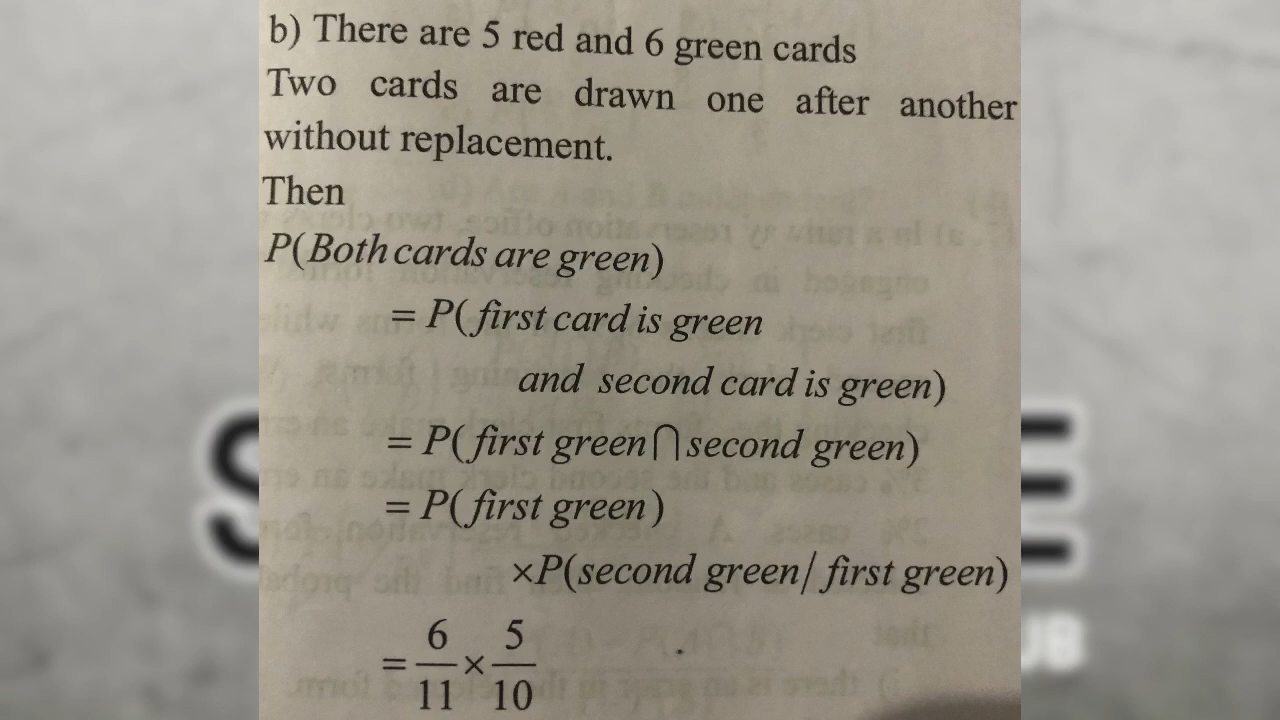 b) There are 5 red and 6 green cards
Two cards are drawn one after another
without replacement.
Then
P(Both cards are green)
= P(first card is green
and second card is green)
= P(first green ⋂ second green)
= P(first green)
×P(second green/ first green)
= 6/11 × 5/10